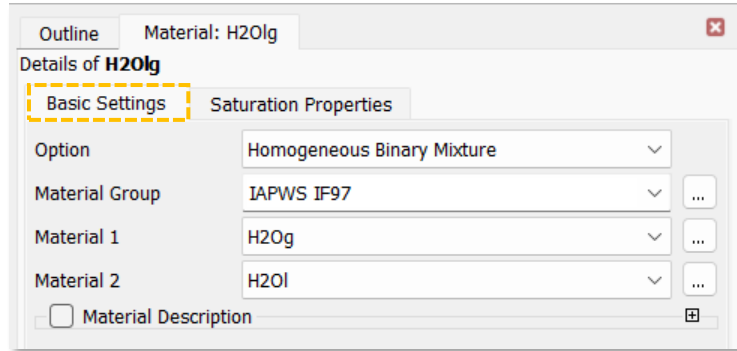 Outline Material: H2Olg
Details of H2Olg
Basic Settings Saturation Properties
Option Homogeneous Binary Mixture
Material Group IAPWS IF97 ...
Material 1 H2Og ...
Material 2 H2Ol ...
Material Description